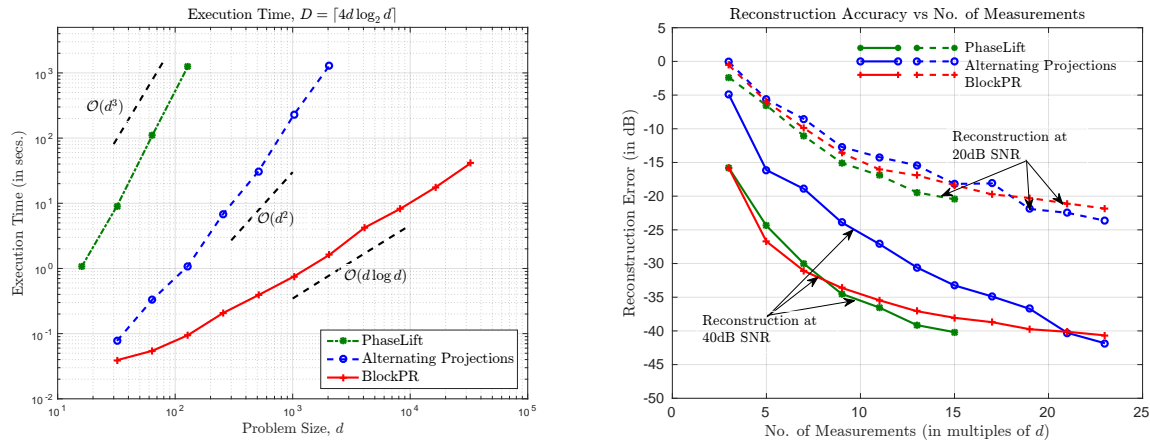 Execution Time, D = ⌈4d log₂ d⌉
Execution Time (in secs.)
10³
10²
10¹
10⁰
10⁻¹
10⁻²
𝒪(d³)
𝒪(d²)
𝒪(d log d)
PhaseLift
Alternating Projections
BlockPR
10¹ 10² 10³ 10⁴ 10⁵
Problem Size, d
Reconstruction Accuracy vs No. of Measurements
Reconstruction Error (in dB)
5
0
-5
-10
-15
-20
-25
-30
-35
-40
-45
-50
PhaseLift
Alternating Projections
BlockPR
Reconstruction at
20dB SNR
Reconstruction at
40dB SNR
0 5 10 15 20 25
No. of Measurements (in multiples of d)